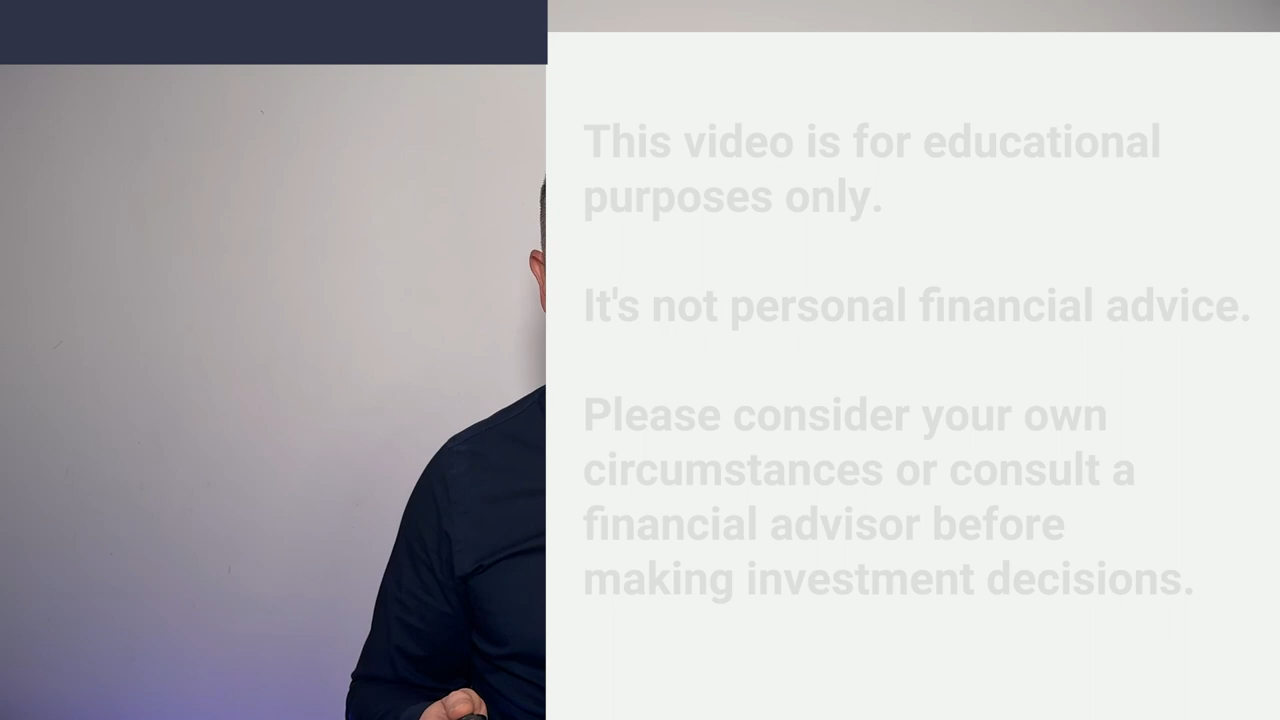 This video is for educational
purposes only.
It's not personal financial advice.
Please consider your own
circumstances or consult a
financial advisor before
making investment decisions.